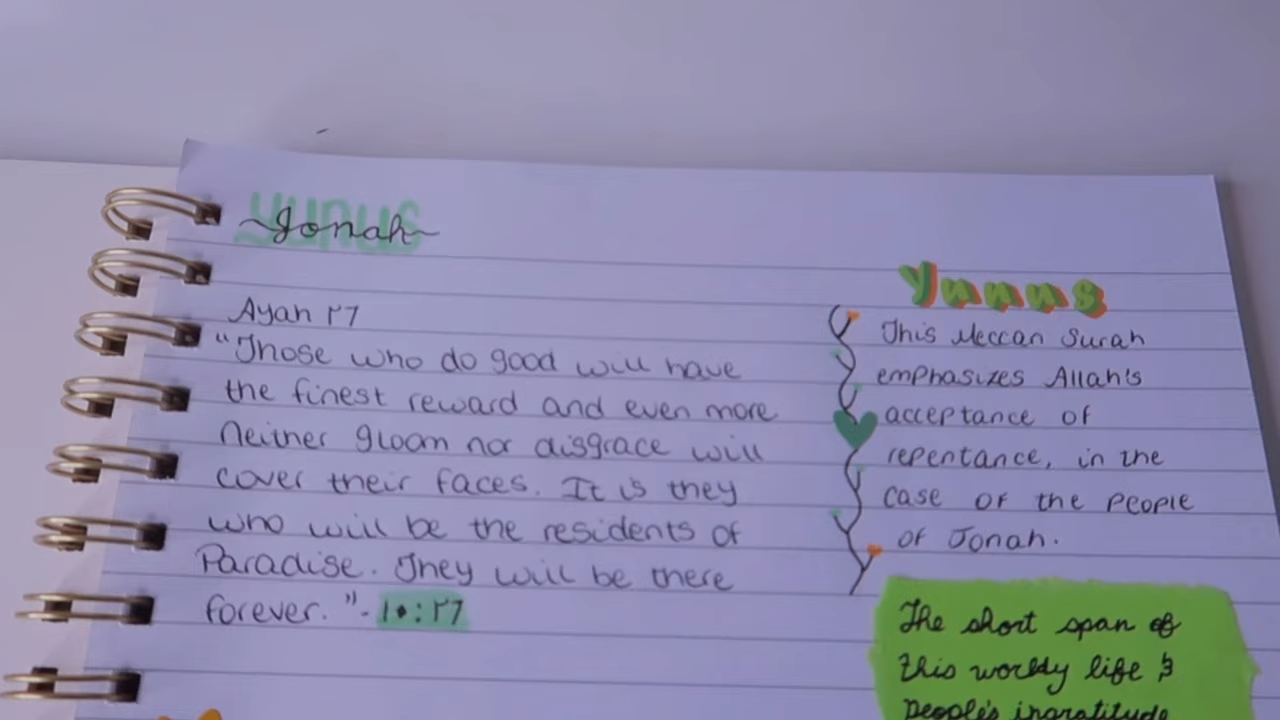 yunus
~Jonah~
Ayah ٢٦
"Those who do good will have
the finest reward and even more
Neither gloom nor disgrace will
cover their faces. It is they
who will be the residents of
Paradise. They will be there
forever."-١٠:٢٦
Yunus
This Meccan Surah
emphasizes Allah's
acceptance of
repentance, in the
case of the people
of Jonah.
The short span of
this wordly life &
people's ingratitude